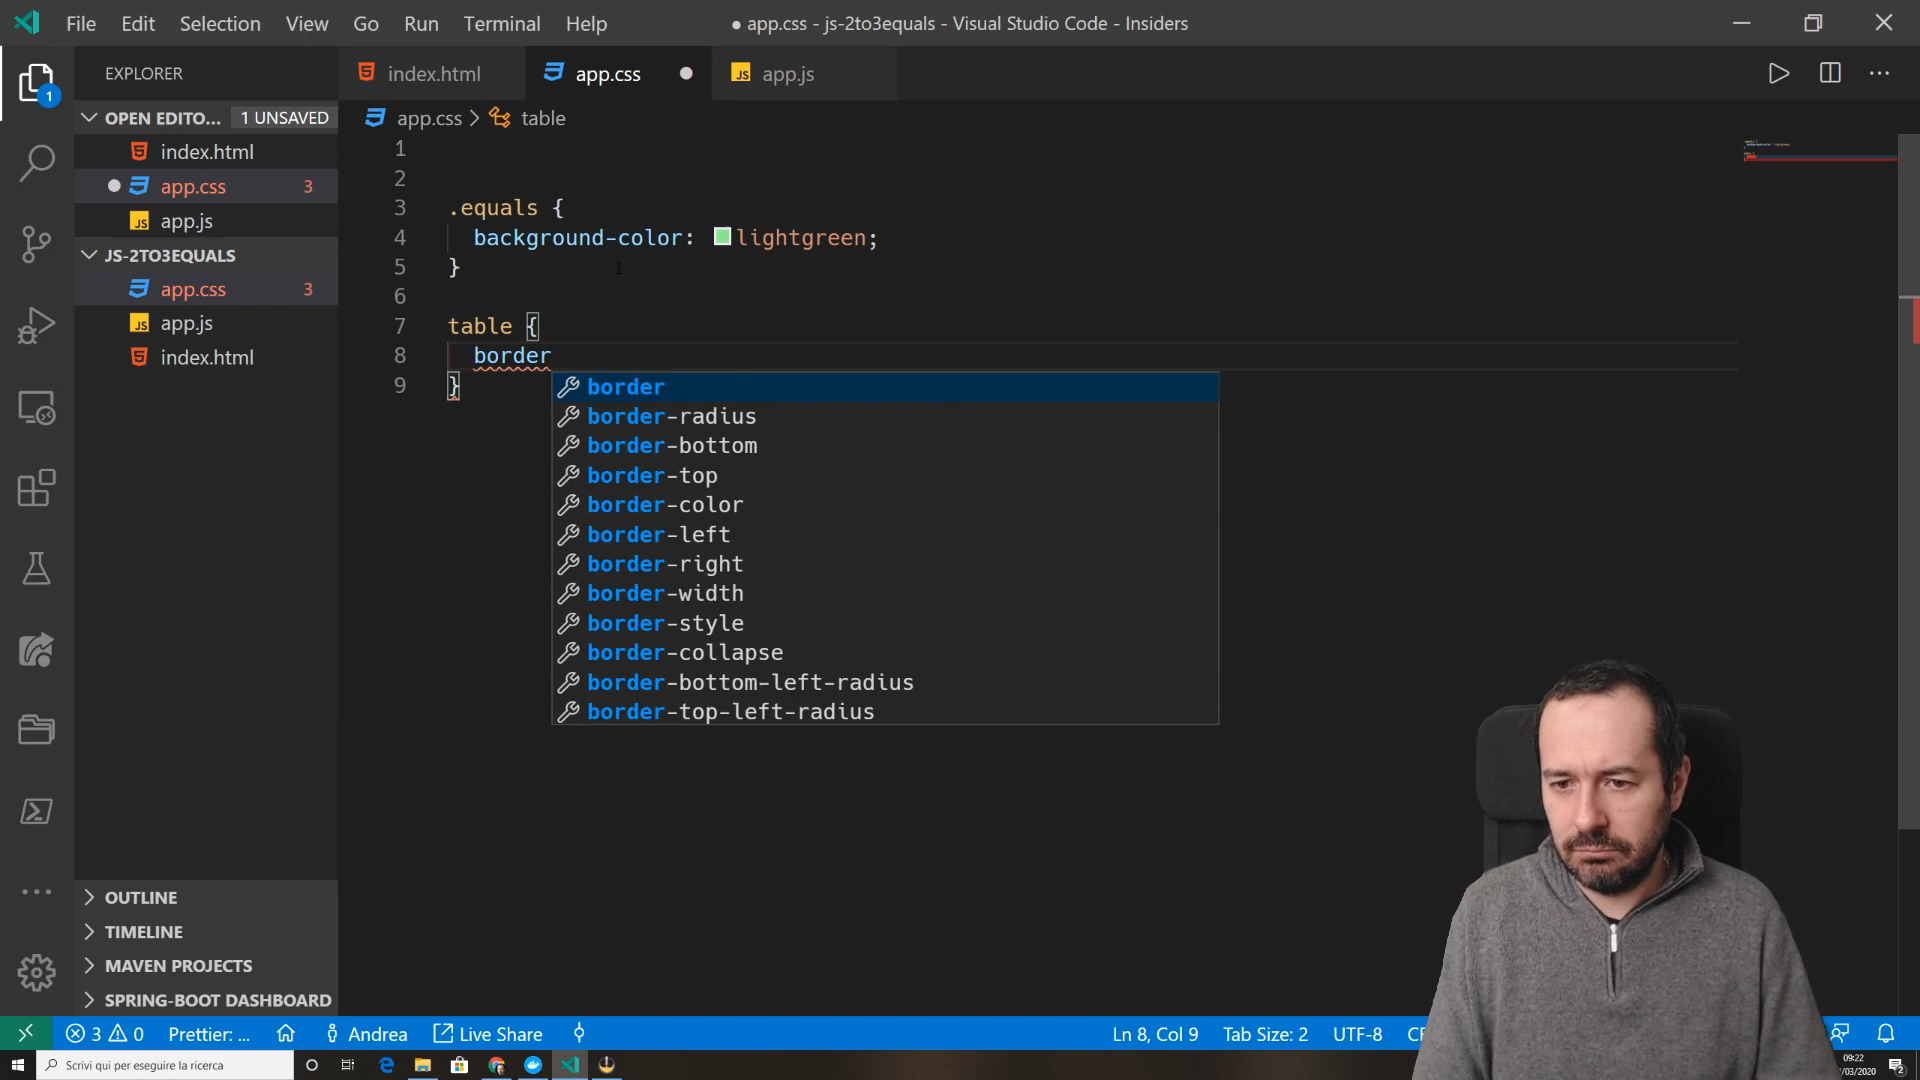 File Edit Selection View Go Run Terminal Help
● app.css - js-2to3equals - Visual Studio Code - Insiders
EXPLORER
index.html
app.css
JS app.js
1
OPEN EDITO... 1 UNSAVED
index.html
app.css 3
JS app.js
JS-2TO3EQUALS
app.css 3
JS app.js
index.html
app.css > table
1
2
3 .equals {
4 background-color: lightgreen;
5 }
6
7 table {
8 border
9 }
border
border-radius
border-bottom
border-top
border-color
border-left
border-right
border-width
border-style
border-collapse
border-bottom-left-radius
border-top-left-radius
OUTLINE
TIMELINE
MAVEN PROJECTS
SPRING-BOOT DASHBOARD
3 0 Prettier: ... Andrea Live Share
Ln 8, Col 9 Tab Size: 2 UTF-8
Scrivi qui per eseguire la ricerca
09:22
/03/2020
2